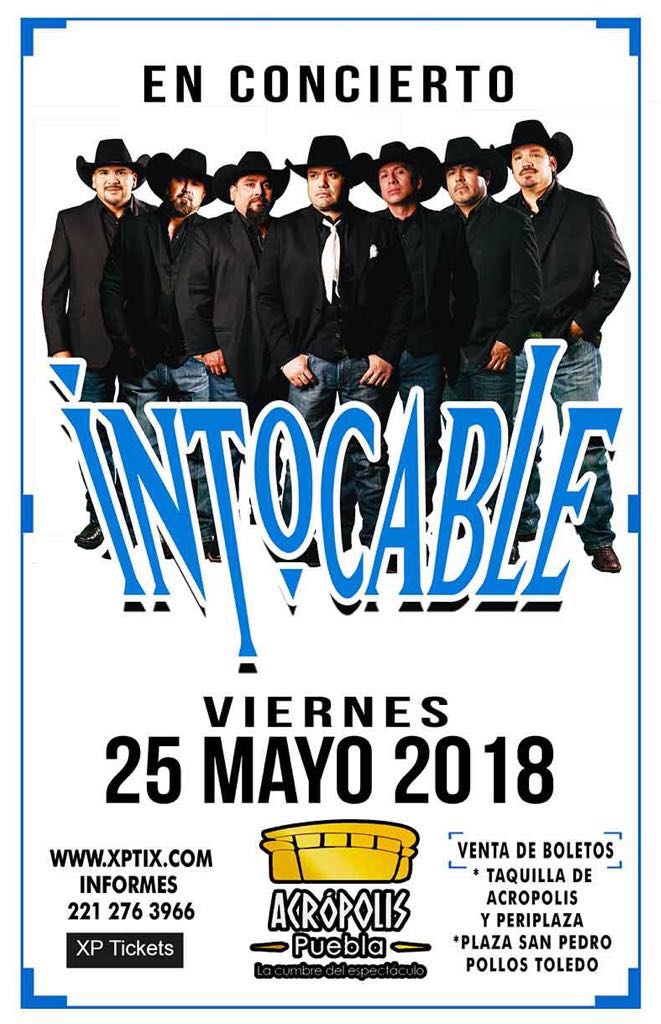 EN CONCIERTO
INTOCABLE
VIERNES
25 MAYO 2018
WWW.XPTIX.COM
INFORMES
221 276 3966
XP Tickets
ACRÓPOLIS
Puebla
La cumbre del espectáculo
VENTA DE BOLETOS
* TAQUILLA DE
ACROPOLIS
Y PERIPLAZA
*PLAZA SAN PEDRO
POLLOS TOLEDO